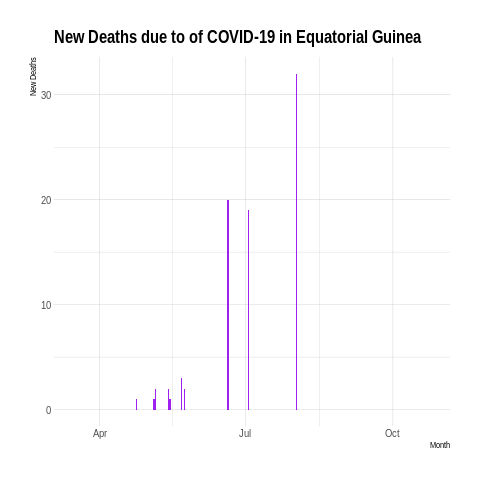 New Deaths due to of COVID-19 in Equatorial Guinea
New Deaths
30
20
10
0
Apr Jul Oct
Month